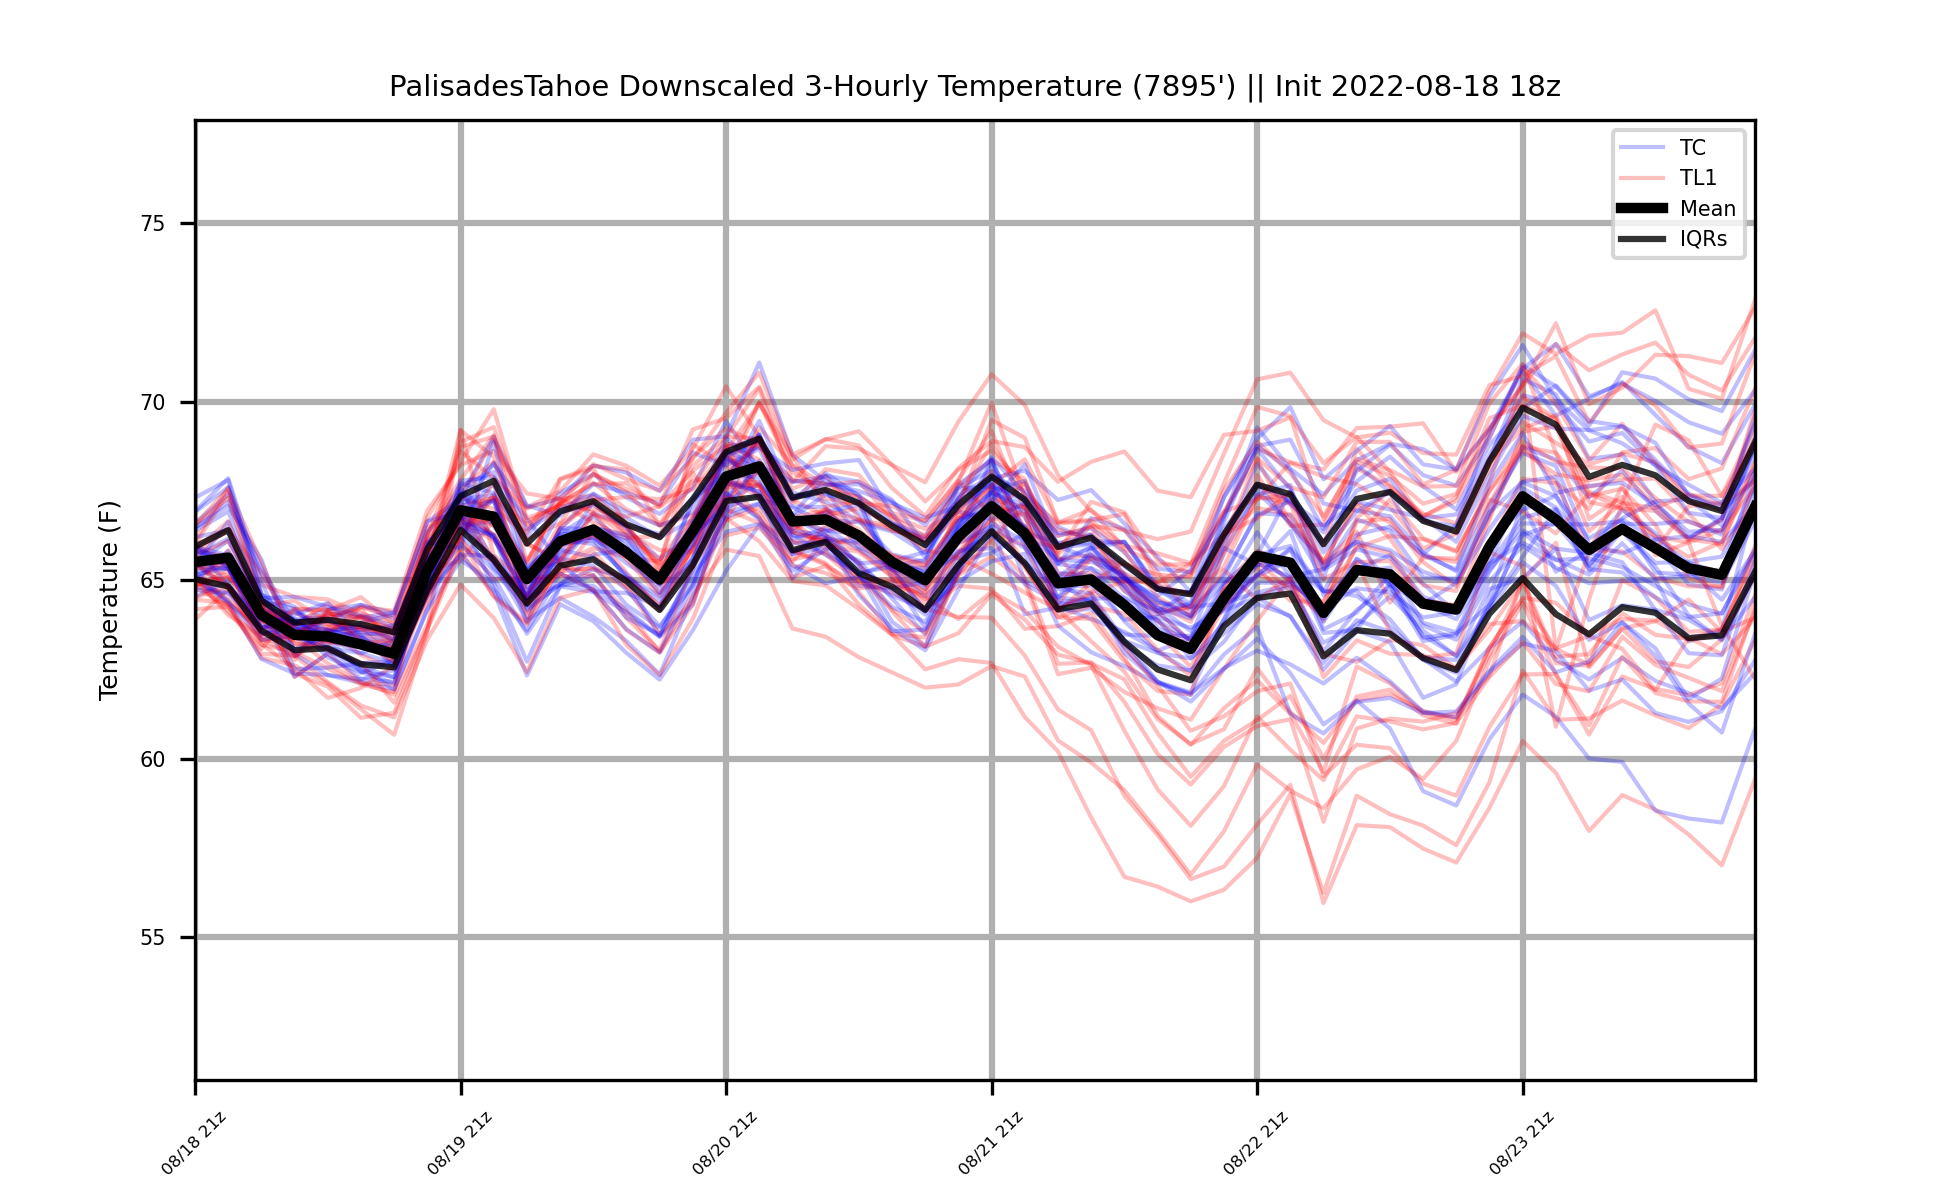 PalisadesTahoe Downscaled 3-Hourly Temperature (7895') || Init 2022-08-18 18z
TC
TL1
Mean
IQRs
Temperature (F)
75
70
65
60
55
08/18 21z
08/19 21z
08/20 21z
08/21 21z
08/22 21z
08/23 21z